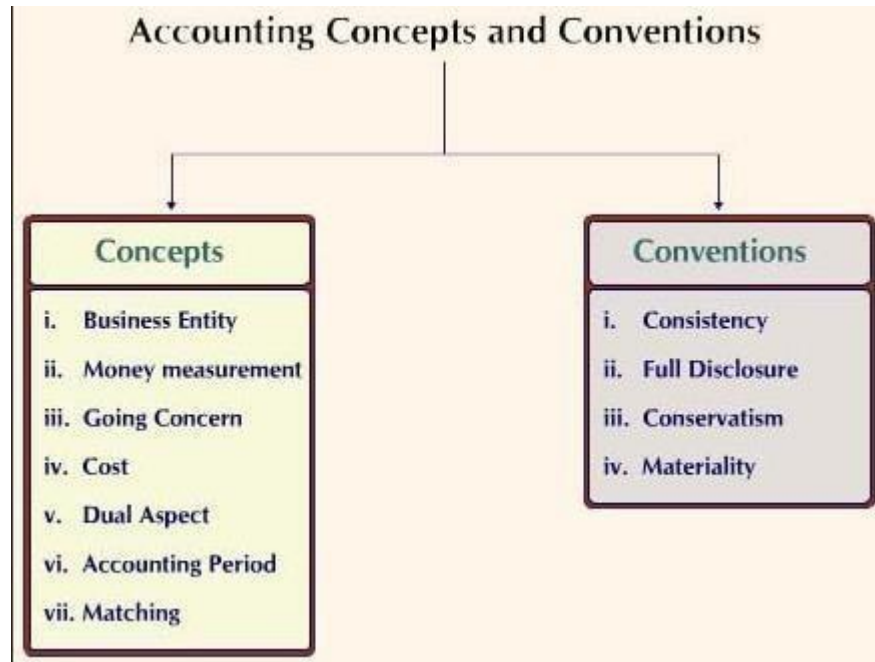 Accounting Concepts and Conventions
Concepts
i. Business Entity
ii. Money measurement
iii. Going Concern
iv. Cost
v. Dual Aspect
vi. Accounting Period
vii. Matching
Conventions
i. Consistency
ii. Full Disclosure
iii. Conservatism
iv. Materiality